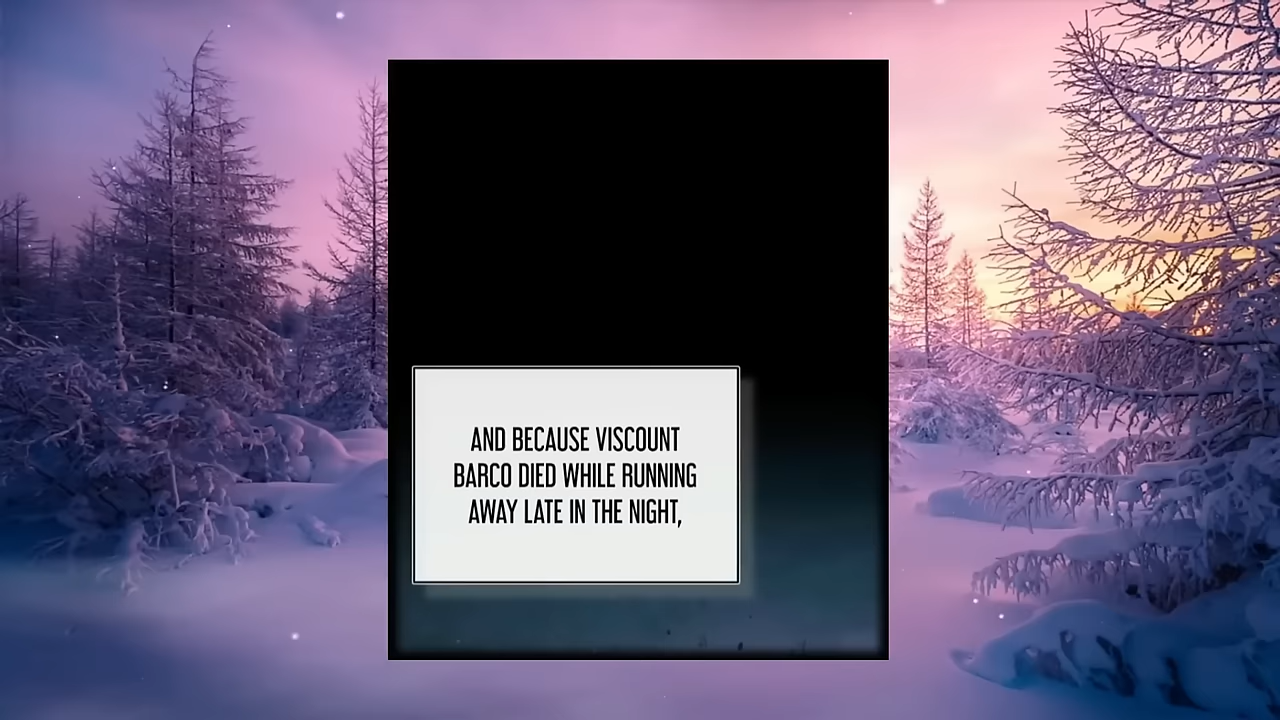 AND BECAUSE VISCOUNT
BARCO DIED WHILE RUNNING
AWAY LATE IN THE NIGHT,